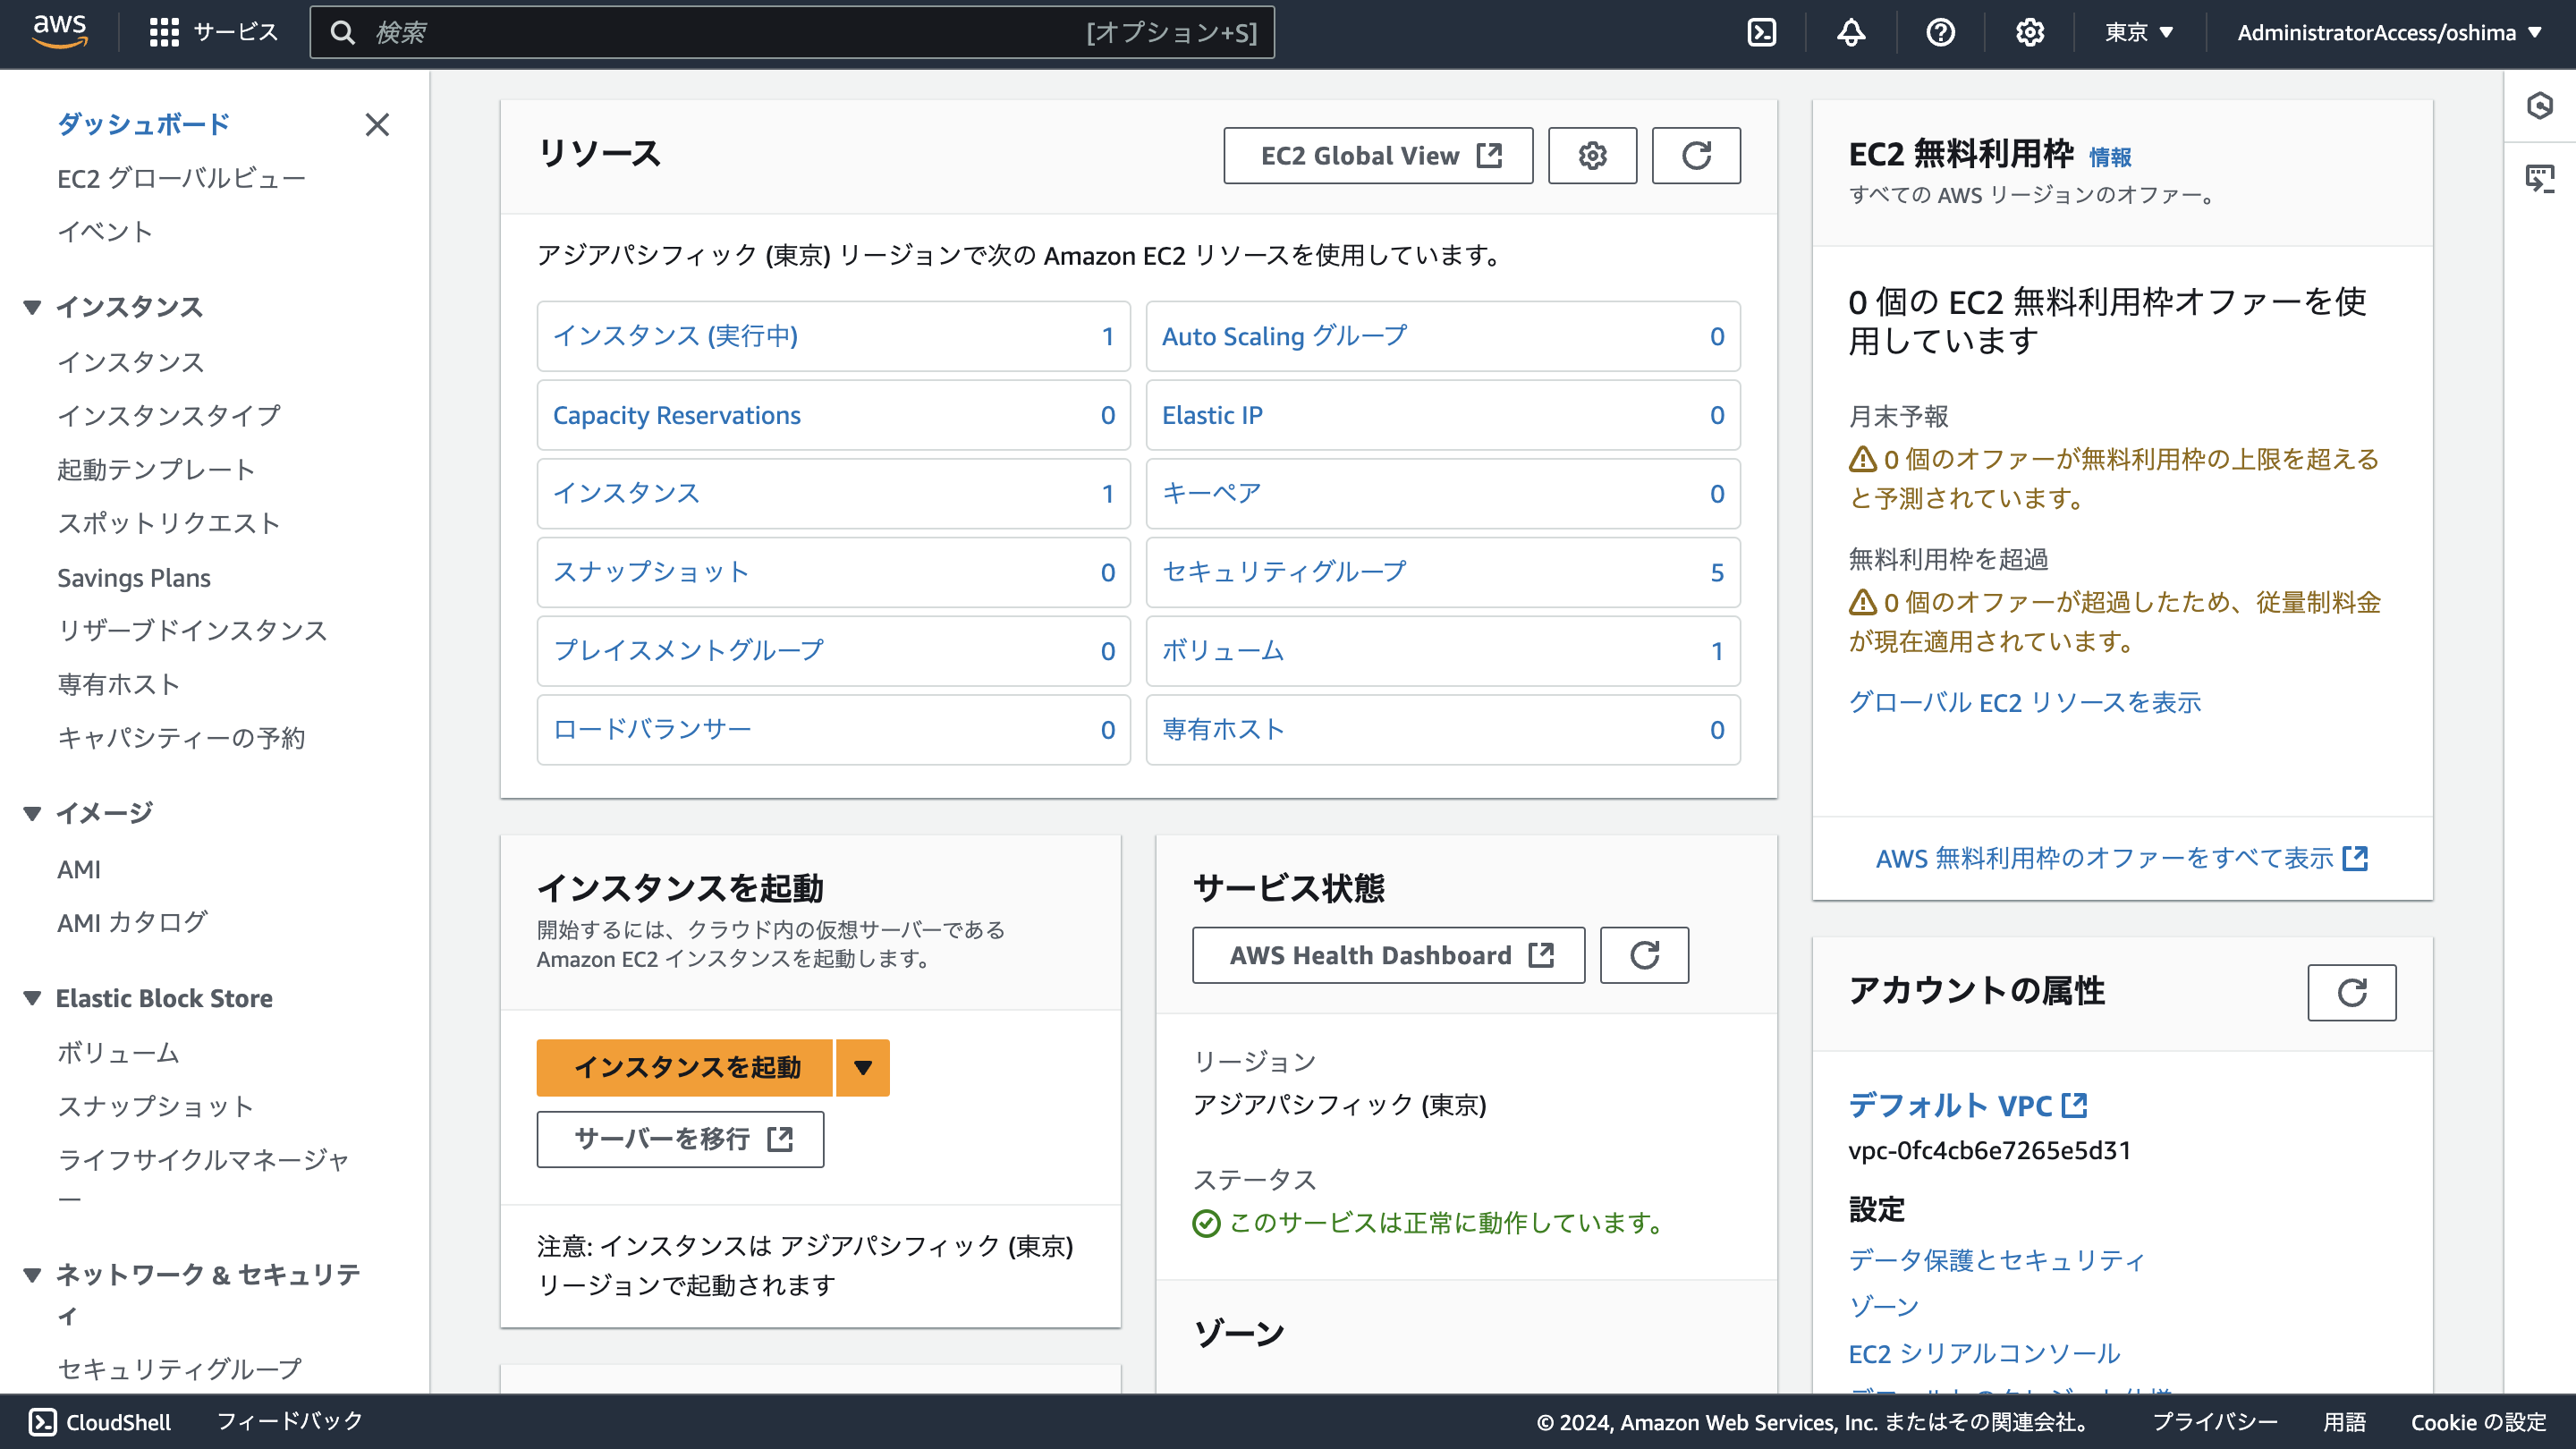 aws
サービス
検索
[オプション+S]
東京
AdministratorAccess/oshima
ダッシュボード
EC2 グローバルビュー
イベント
インスタンス
インスタンス
インスタンスタイプ
起動テンプレート
スポットリクエスト
Savings Plans
リザーブドインスタンス
専有ホスト
キャパシティーの予約
イメージ
AMI
AMI カタログ
Elastic Block Store
ボリューム
スナップショット
ライフサイクルマネージャ
ー
ネットワーク & セキュリテ
ィ
セキュリティグループ
リソース
EC2 Global View
アジアパシフィック (東京) リージョンで次の Amazon EC2 リソースを使用しています。
インスタンス (実行中) 1
Auto Scaling グループ 0
Capacity Reservations 0
Elastic IP 0
インスタンス 1
キーペア 0
スナップショット 0
セキュリティグループ 5
プレイスメントグループ 0
ボリューム 1
ロードバランサー 0
専有ホスト 0
インスタンスを起動
開始するには、クラウド内の仮想サーバーである
Amazon EC2 インスタンスを起動します。
インスタンスを起動
サーバーを移行
注意: インスタンスは アジアパシフィック (東京)
リージョンで起動されます
サービス状態
AWS Health Dashboard
リージョン
アジアパシフィック (東京)
ステータス
このサービスは正常に動作しています。
ゾーン
EC2 無料利用枠 情報
すべての AWS リージョンのオファー。
0 個の EC2 無料利用枠オファーを使
用しています
月末予報
0 個のオファーが無料利用枠の上限を超える
と予測されています。
無料利用枠を超過
0 個のオファーが超過したため、従量制料金
が現在適用されています。
グローバル EC2 リソースを表示
AWS 無料利用枠のオファーをすべて表示
アカウントの属性
デフォルト VPC
vpc-0fc4cb6e7265e5d31
設定
データ保護とセキュリティ
ゾーン
EC2 シリアルコンソール
CloudShell
フィードバック
© 2024, Amazon Web Services, Inc. またはその関連会社。
プライバシー
用語
Cookie の設定